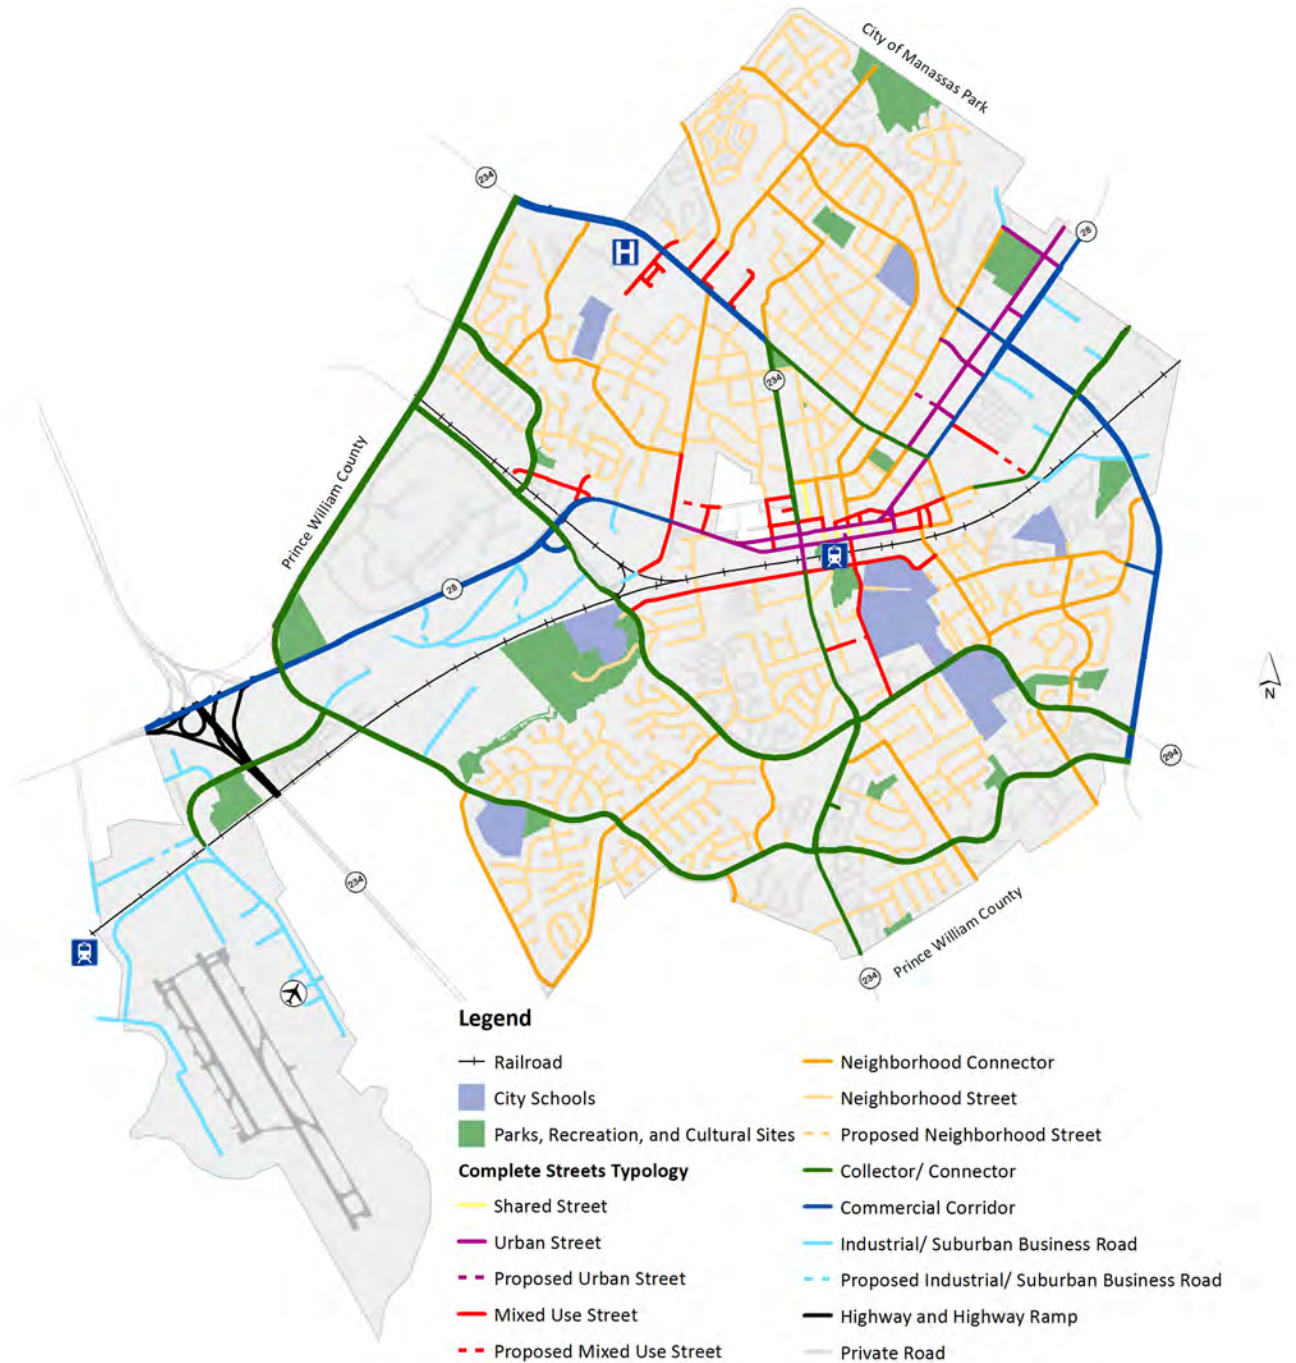 City of Manassas Park
234
28
H
234
Prince William County
28
N
294
234
Prince William County
234
Legend
Railroad
City Schools
Parks, Recreation, and Cultural Sites
Complete Streets Typology
Shared Street
Urban Street
Proposed Urban Street
Mixed Use Street
Proposed Mixed Use Street
Neighborhood Connector
Neighborhood Street
Proposed Neighborhood Street
Collector/ Connector
Commercial Corridor
Industrial/ Suburban Business Road
Proposed Industrial/ Suburban Business Road
Highway and Highway Ramp
Private Road